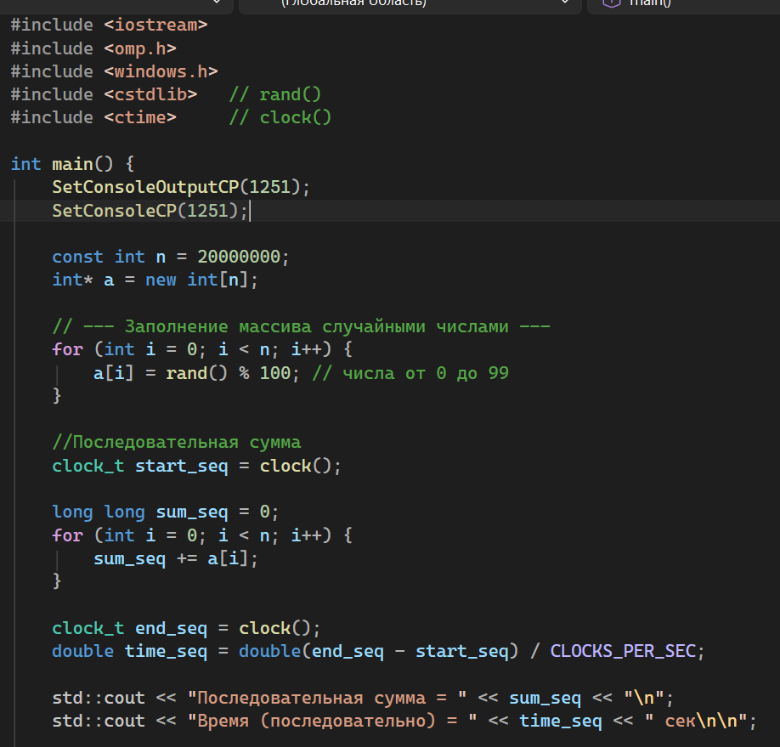 (Глобальная область) main()
#include <iostream>
#include <omp.h>
#include <windows.h>
#include <cstdlib>   // rand()
#include <ctime>     // clock()

int main() {
    SetConsoleOutputCP(1251);
    SetConsoleCP(1251);

    const int n = 20000000;
    int* a = new int[n];

    // --- Заполнение массива случайными числами ---
    for (int i = 0; i < n; i++) {
        a[i] = rand() % 100; // числа от 0 до 99
    }

    //Последовательная сумма
    clock_t start_seq = clock();

    long long sum_seq = 0;
    for (int i = 0; i < n; i++) {
        sum_seq += a[i];
    }

    clock_t end_seq = clock();
    double time_seq = double(end_seq - start_seq) / CLOCKS_PER_SEC;

    std::cout << "Последовательная сумма = " << sum_seq << "\n";
    std::cout << "Время (последовательно) = " << time_seq << " сек\n\n";